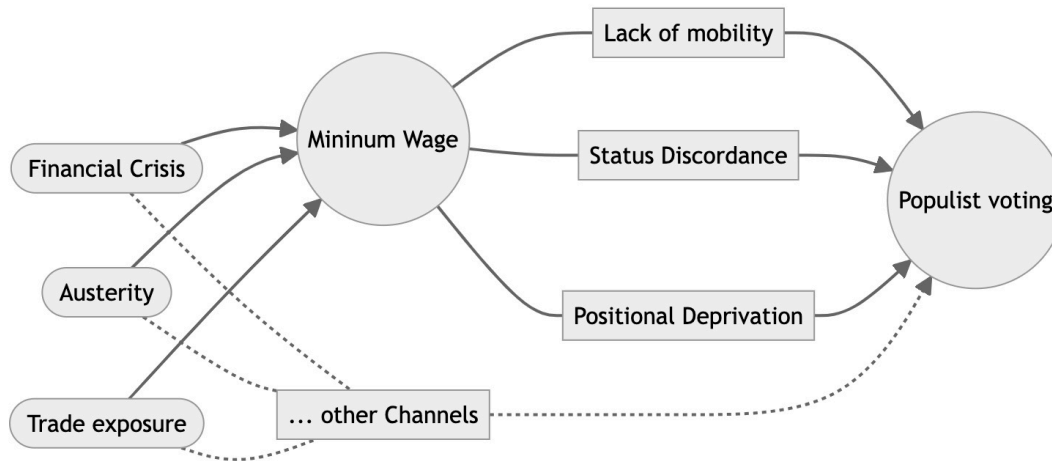 Lack of mobility
Mininum Wage
Status Discordance
Financial Crisis
Populist voting
Austerity
Positional Deprivation
... other Channels
Trade exposure